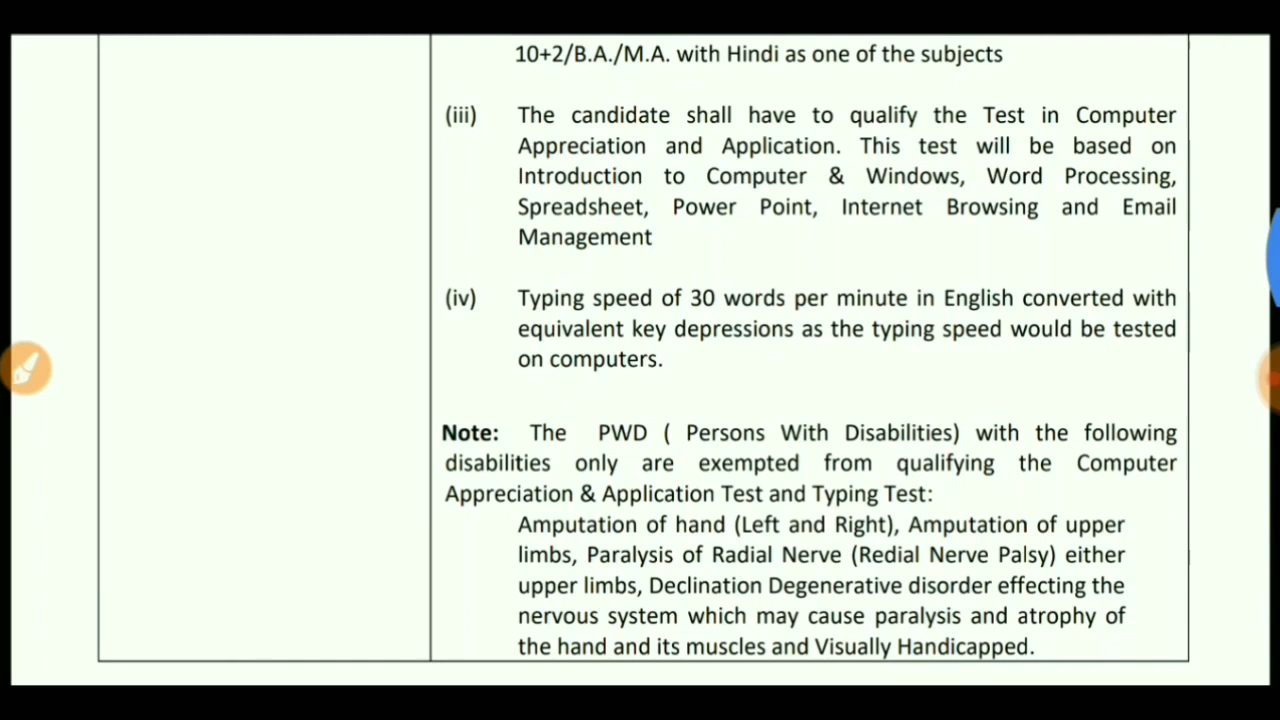 10+2/B.A./M.A. with Hindi as one of the subjects
(iii) The candidate shall have to qualify the Test in Computer
Appreciation and Application. This test will be based on
Introduction to Computer & Windows, Word Processing,
Spreadsheet, Power Point, Internet Browsing and Email
Management
(iv) Typing speed of 30 words per minute in English converted with
equivalent key depressions as the typing speed would be tested
on computers.
Note: The PWD ( Persons With Disabilities) with the following
disabilities only are exempted from qualifying the Computer
Appreciation & Application Test and Typing Test:
Amputation of hand (Left and Right), Amputation of upper
limbs, Paralysis of Radial Nerve (Redial Nerve Palsy) either
upper limbs, Declination Degenerative disorder effecting the
nervous system which may cause paralysis and atrophy of
the hand and its muscles and Visually Handicapped.